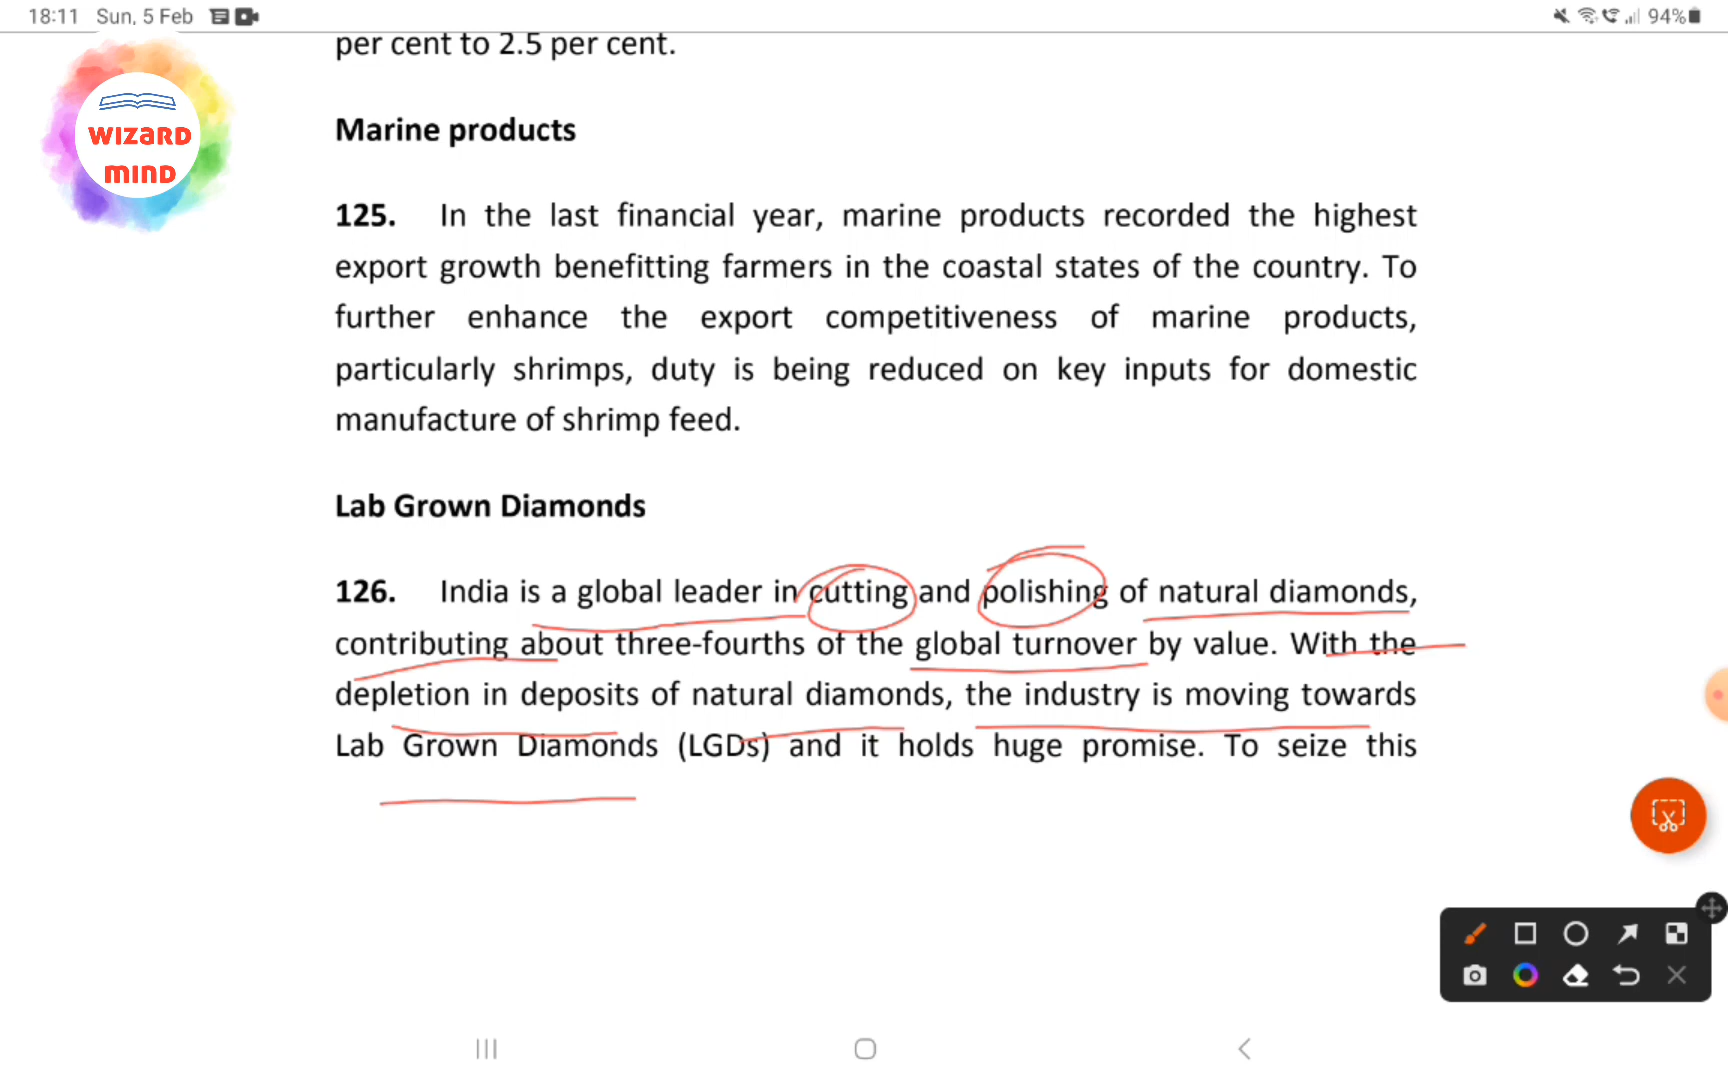 18:11 Sun, 5 Feb 94%
per cent to 2.5 per cent.
WIZARD
MIND
Marine products
125. In the last financial year, marine products recorded the highest
export growth benefitting farmers in the coastal states of the country. To
further enhance the export competitiveness of marine products,
particularly shrimps, duty is being reduced on key inputs for domestic
manufacture of shrimp feed.
Lab Grown Diamonds
126. India is a global leader in cutting and polishing of natural diamonds,
contributing about three-fourths of the global turnover by value. With the
depletion in deposits of natural diamonds, the industry is moving towards
Lab Grown Diamonds (LGDs) and it holds huge promise. To seize this